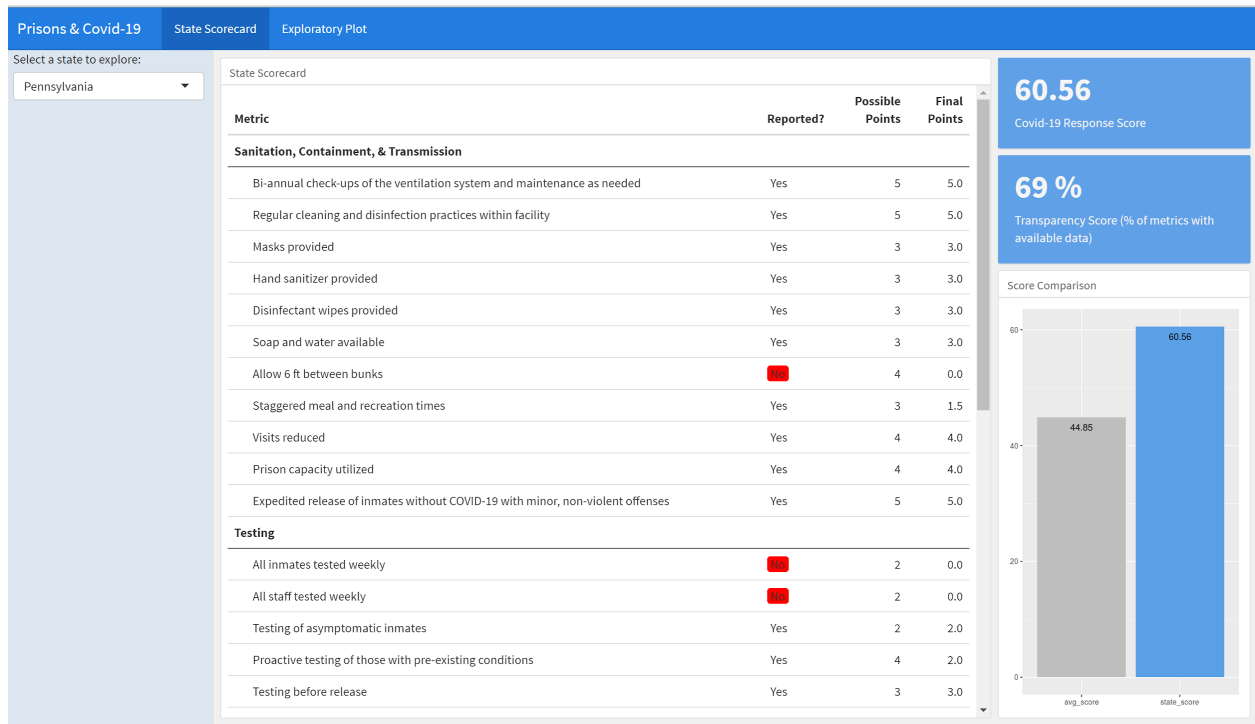 Prisons & Covid-19 State Scorecard Exploratory Plot
Select a state to explore:
Pennsylvania
State Scorecard
Metric Reported? Possible Points Final Points
Sanitation, Containment, & Transmission
Bi-annual check-ups of the ventilation system and maintenance as needed Yes 5 5.0
Regular cleaning and disinfection practices within facility Yes 5 5.0
Masks provided Yes 3 3.0
Hand sanitizer provided Yes 3 3.0
Disinfectant wipes provided Yes 3 3.0
Soap and water available Yes 3 3.0
Allow 6 ft between bunks No 4 0.0
Staggered meal and recreation times Yes 3 1.5
Visits reduced Yes 4 4.0
Prison capacity utilized Yes 4 4.0
Expedited release of inmates without COVID-19 with minor, non-violent offenses Yes 5 5.0
Testing
All inmates tested weekly No 2 0.0
All staff tested weekly No 2 0.0
Testing of asymptomatic inmates Yes 2 2.0
Proactive testing of those with pre-existing conditions Yes 4 2.0
Testing before release Yes 3 3.0
60.56
Covid-19 Response Score
69 %
Transparency Score (% of metrics with
available data)
Score Comparison
60
40
20
0
44.85
60.56
avg_score state_score